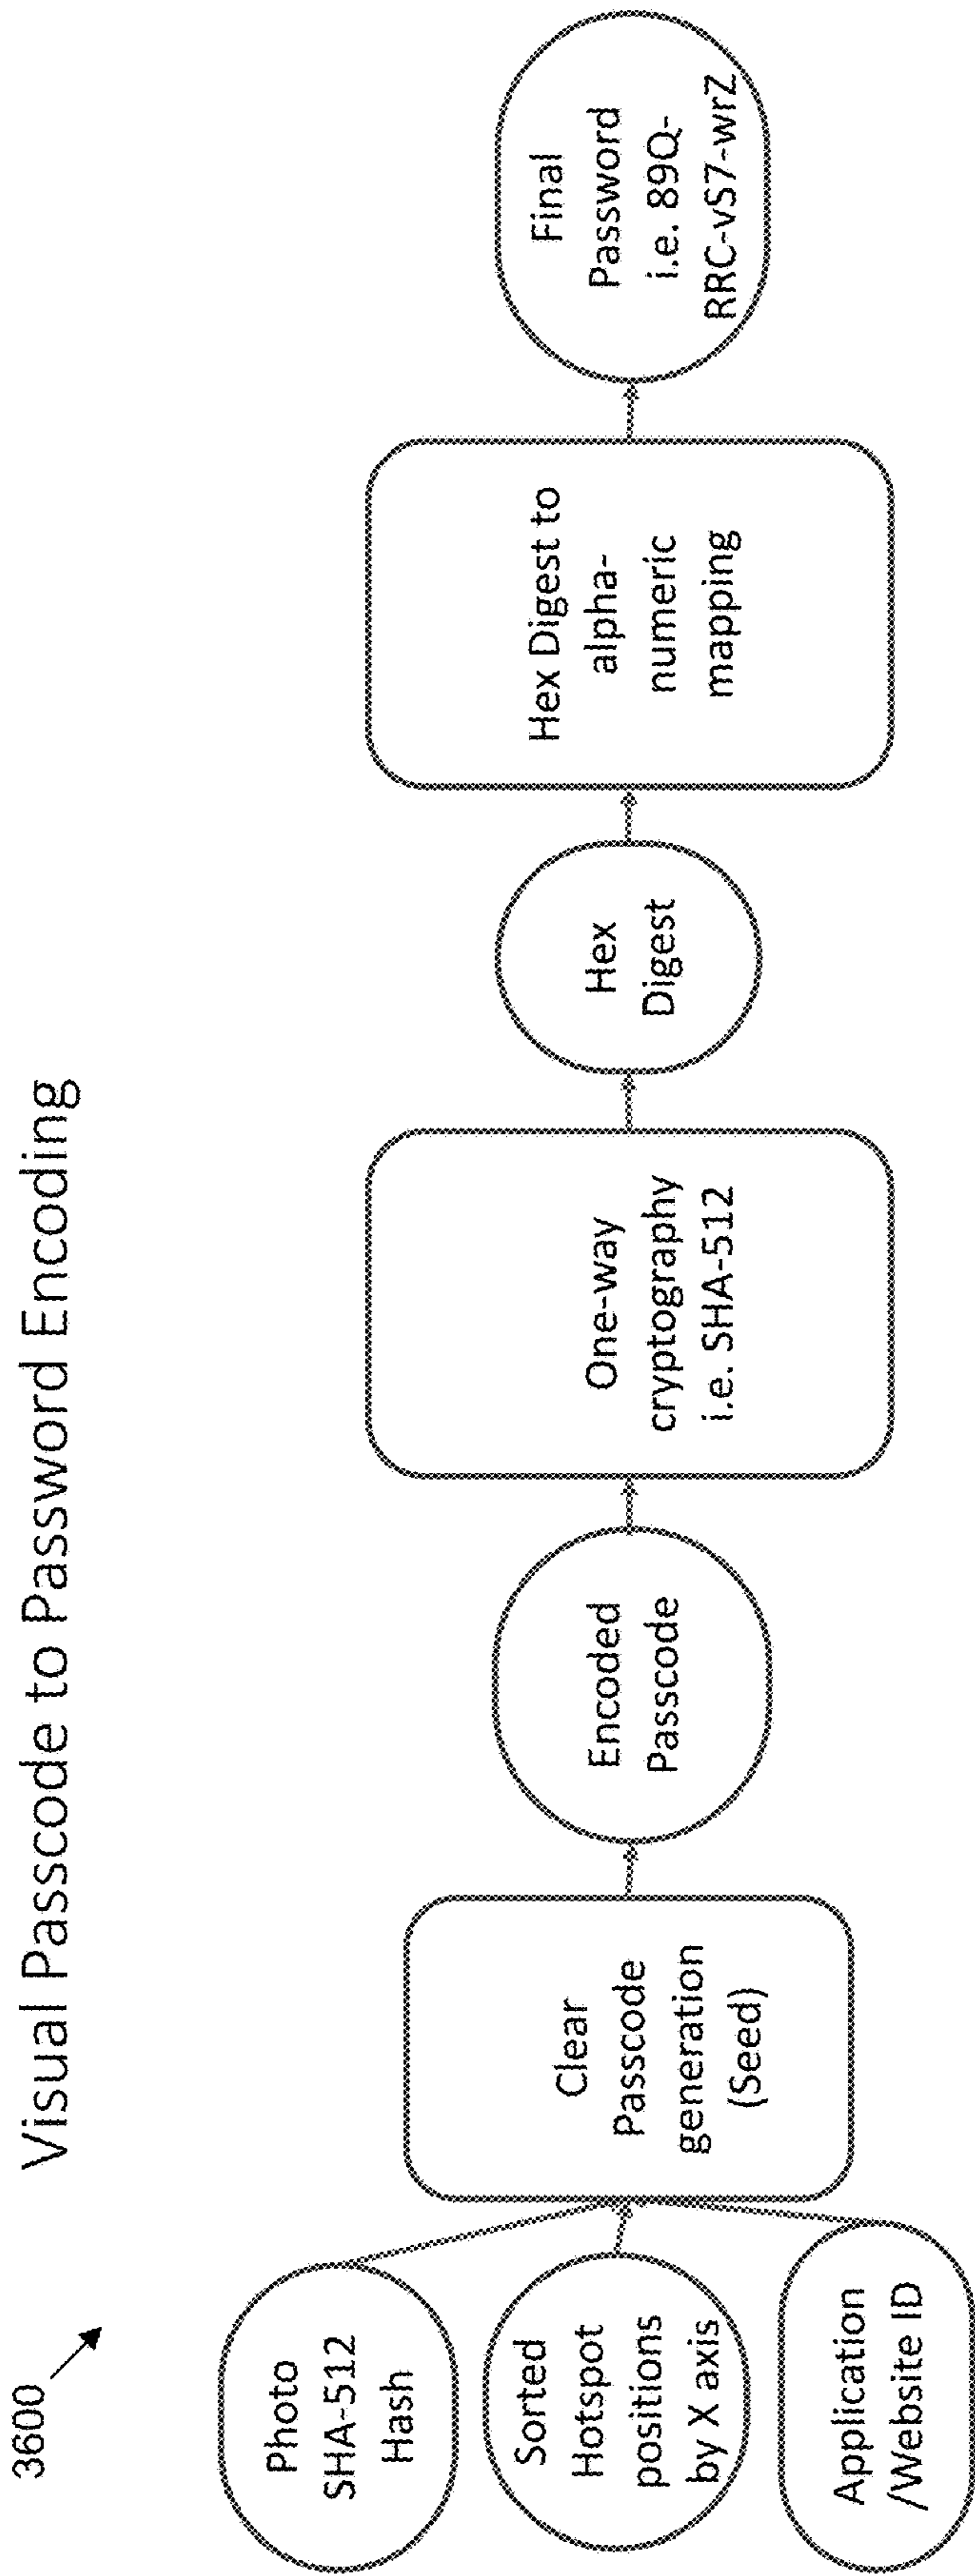 3600
Visual Passcode to Password Encoding
Photo
SHA-512
Hash
Sorted
Hotspot
positions
by X axis
Application
/Website ID
Clear
Passcode
generation
(Seed)
Encoded
Passcode
One-way
cryptography
i.e. SHA-512
Hex
Digest
Hex Digest to
alpha-
numeric
mapping
Final
Password
i.e. 89Q-
RRC-vS7-wrZ